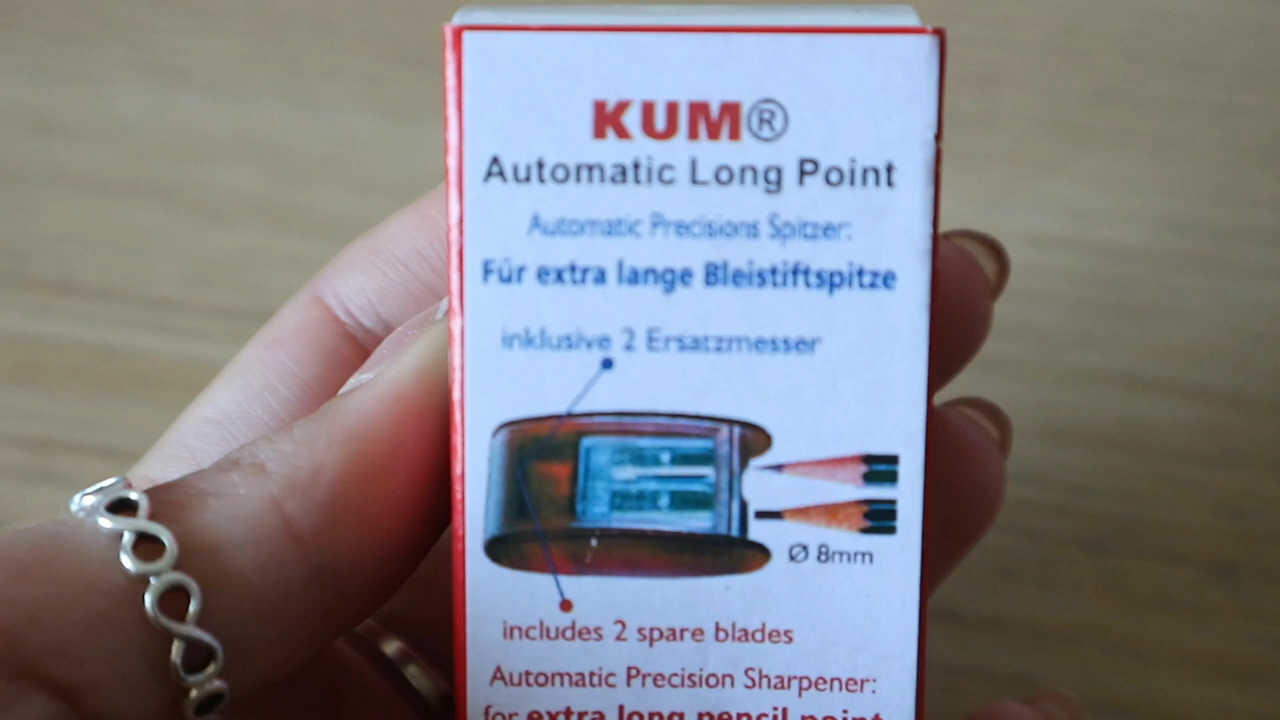 KUM®
Automatic Long Point
Automatic Precisions Spitzer:
Für extra lange Bleistiftspitze
inklusive 2 Ersatzmesser
Ø 8mm
includes 2 spare blades
Automatic Precision Sharpener:
for extra long pencil point